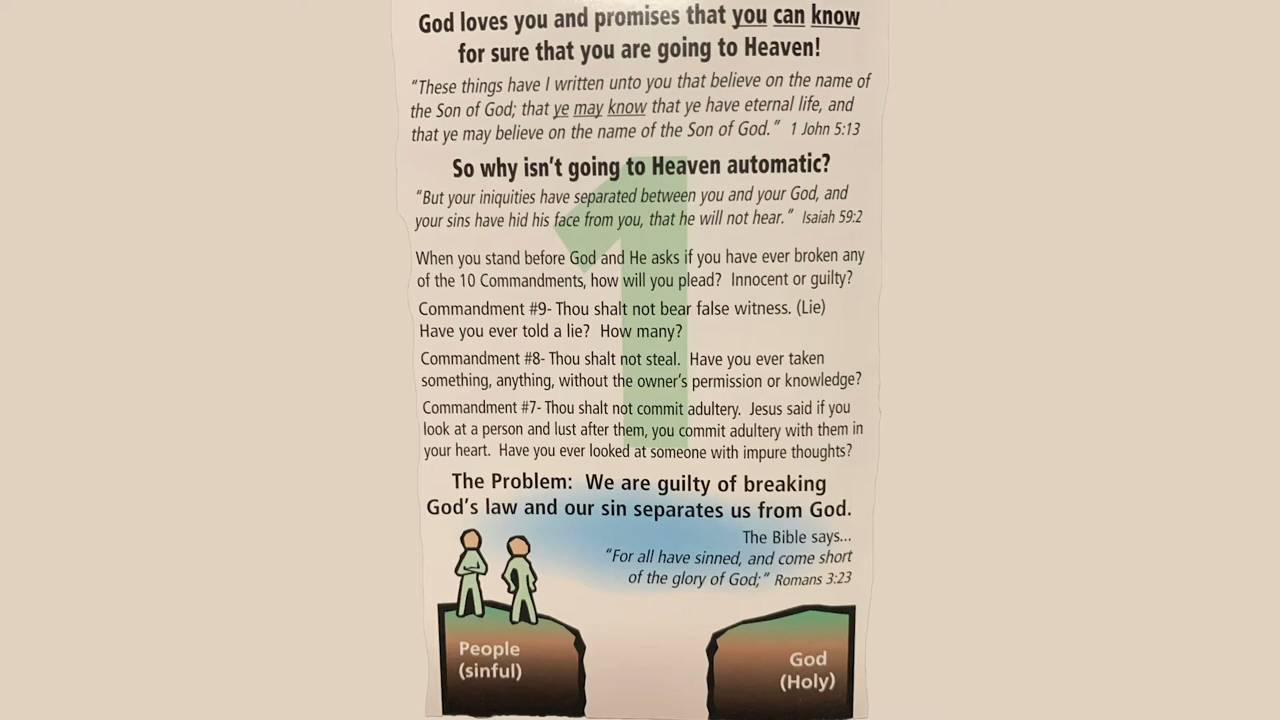 God loves you and promises that you can know
for sure that you are going to Heaven!
“These things have I written unto you that believe on the name of
the Son of God; that ye may know that ye have eternal life, and
that ye may believe on the name of the Son of God.” 1 John 5:13
So why isn’t going to Heaven automatic?
“But your iniquities have separated between you and your God, and
your sins have hid his face from you, that he will not hear.” Isaiah 59:2
When you stand before God and He asks if you have ever broken any
of the 10 Commandments, how will you plead? Innocent or guilty?
Commandment #9- Thou shalt not bear false witness. (Lie)
Have you ever told a lie? How many?
Commandment #8- Thou shalt not steal. Have you ever taken
something, anything, without the owner’s permission or knowledge?
Commandment #7- Thou shalt not commit adultery. Jesus said if you
look at a person and lust after them, you commit adultery with them in
your heart. Have you ever looked at someone with impure thoughts?
1
The Problem: We are guilty of breaking
God’s law and our sin separates us from God.
The Bible says...
“For all have sinned, and come short
of the glory of God;” Romans 3:23
People
(sinful)
God
(Holy)